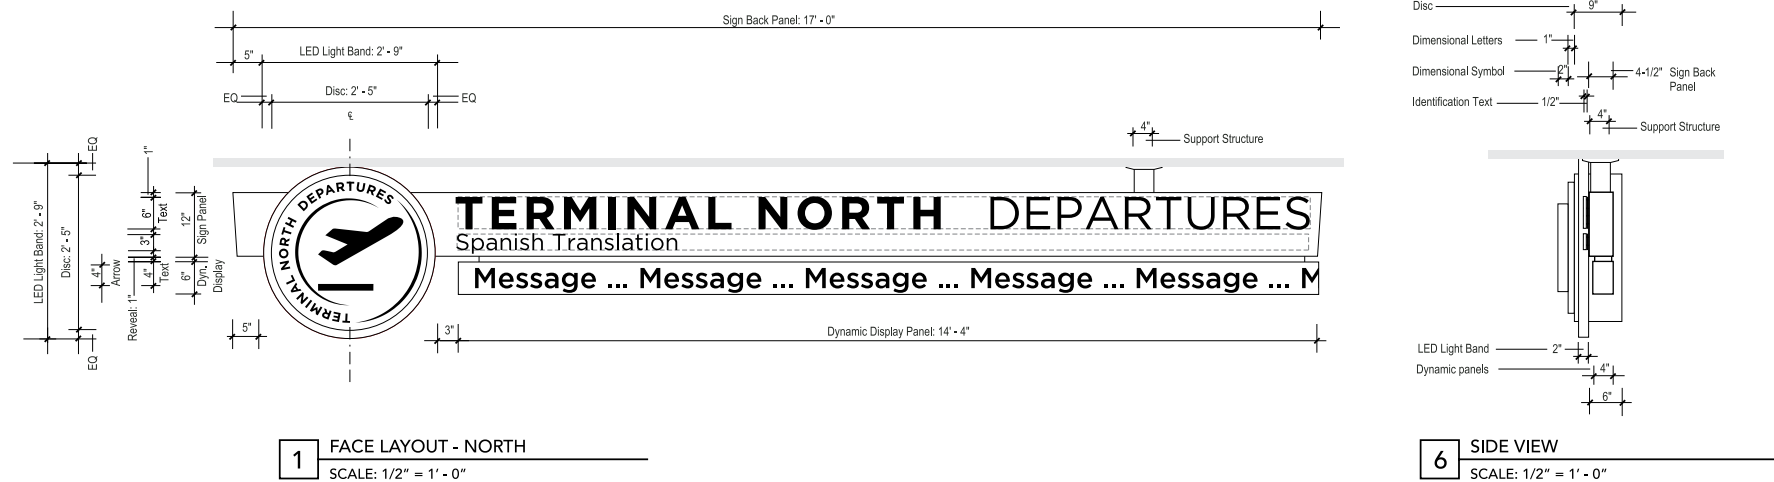 Sign Back Panel: 17' - 0"
5"
LED Light Band: 2' - 9"
EQ
Disc: 2' - 5"
EQ
℄
4"
Support Structure
LED Light Band: 2' - 9"
Disc: 2' - 5"
EQ
EQ
4"
Arrow
Reveal: 1"
1"
6"
Text
3"
4"
Text
12"
Sign Panel
6"
Dyn.
Display
TERMINAL NORTH DEPARTURES
TERMINAL NORTH DEPARTURES
Spanish Translation
Message ... Message ... Message ... Message ... Message ... M
5"
3"
Dynamic Display Panel: 14' - 4"
1
FACE LAYOUT - NORTH
SCALE: 1/2" = 1' - 0"
Disc
9"
Dimensional Letters
1"
Dimensional Symbol
2"
4-1/2"
Sign Back
Panel
Identification Text
1/2"
4"
Support Structure
LED Light Band
2"
Dynamic panels
4"
6"
6
SIDE VIEW
SCALE: 1/2" = 1' - 0"